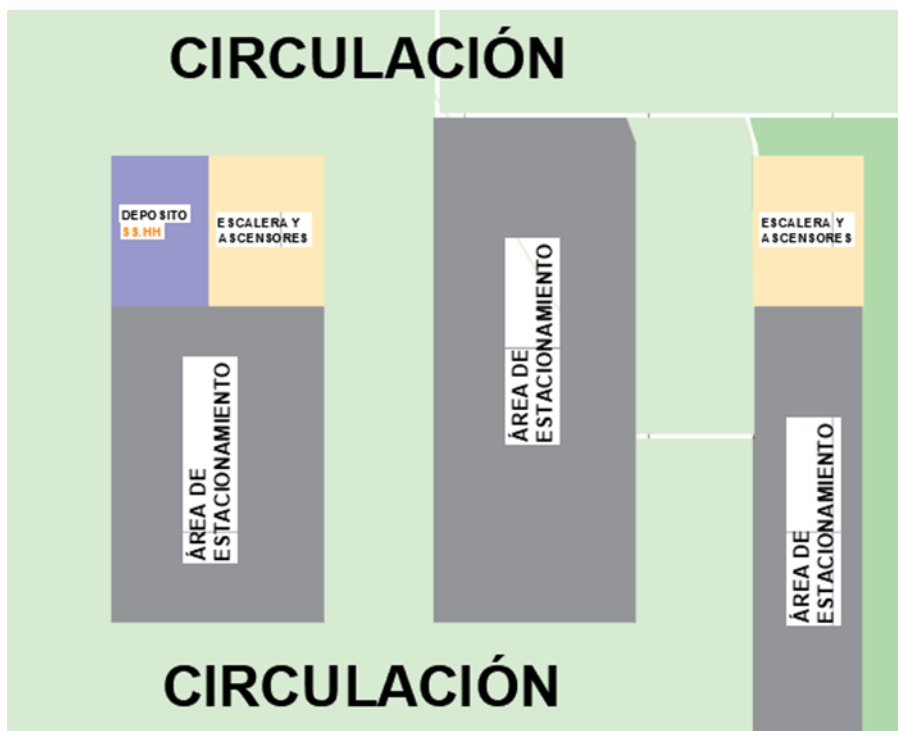 CIRCULACIÓN
DEPOSITO
SS.HH
ESCALERA Y
ASCENSORES
ESCALERA Y
ASCENSORES
ÁREA DE
ESTACIONAMIENTO
ÁREA DE
ESTACIONAMIENTO
ÁREA DE
ESTACIONAMIENTO
CIRCULACIÓN